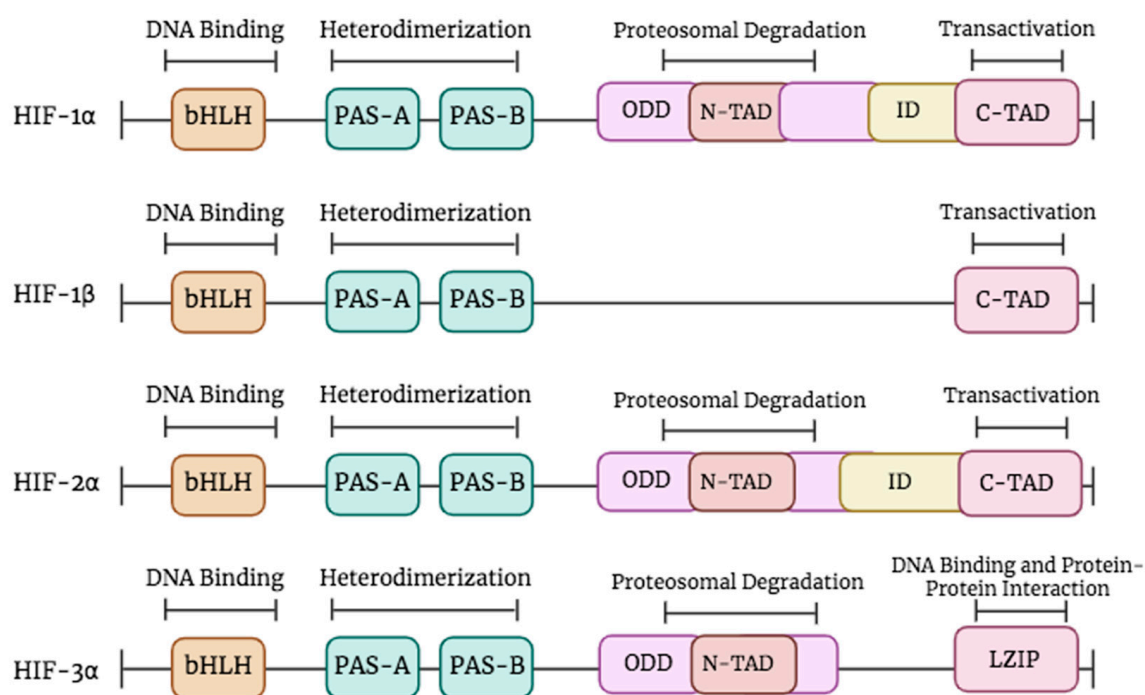 DNA Binding Heterodimerization Proteosomal Degradation Transactivation
HIF-1α bHLH PAS-A PAS-B ODD N-TAD ID C-TAD
DNA Binding Heterodimerization Transactivation
HIF-1β bHLH PAS-A PAS-B C-TAD
DNA Binding Heterodimerization Proteosomal Degradation Transactivation
HIF-2α bHLH PAS-A PAS-B ODD N-TAD ID C-TAD
DNA Binding Heterodimerization Proteosomal Degradation DNA Binding and Protein-
Protein Interaction
HIF-3α bHLH PAS-A PAS-B ODD N-TAD LZIP